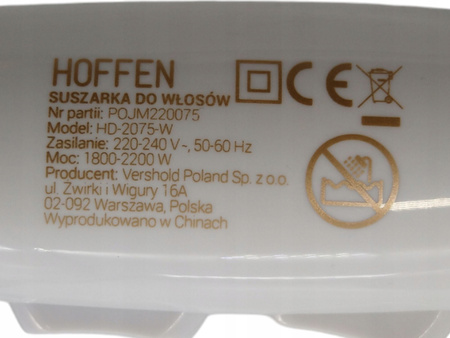 HOFFEN
SUSZARKA DO WŁOSÓW
Nr partii: POJM220075
Model: HD-2075-W
Zasilanie: 220-240 V~, 50-60 Hz
Moc: 1800-2200 W
Producent: Vershold Poland Sp. z o.o.
ul. Żwirki i Wigury 16A
02-092 Warszawa, Polska
Wyprodukowano w Chinach
CE